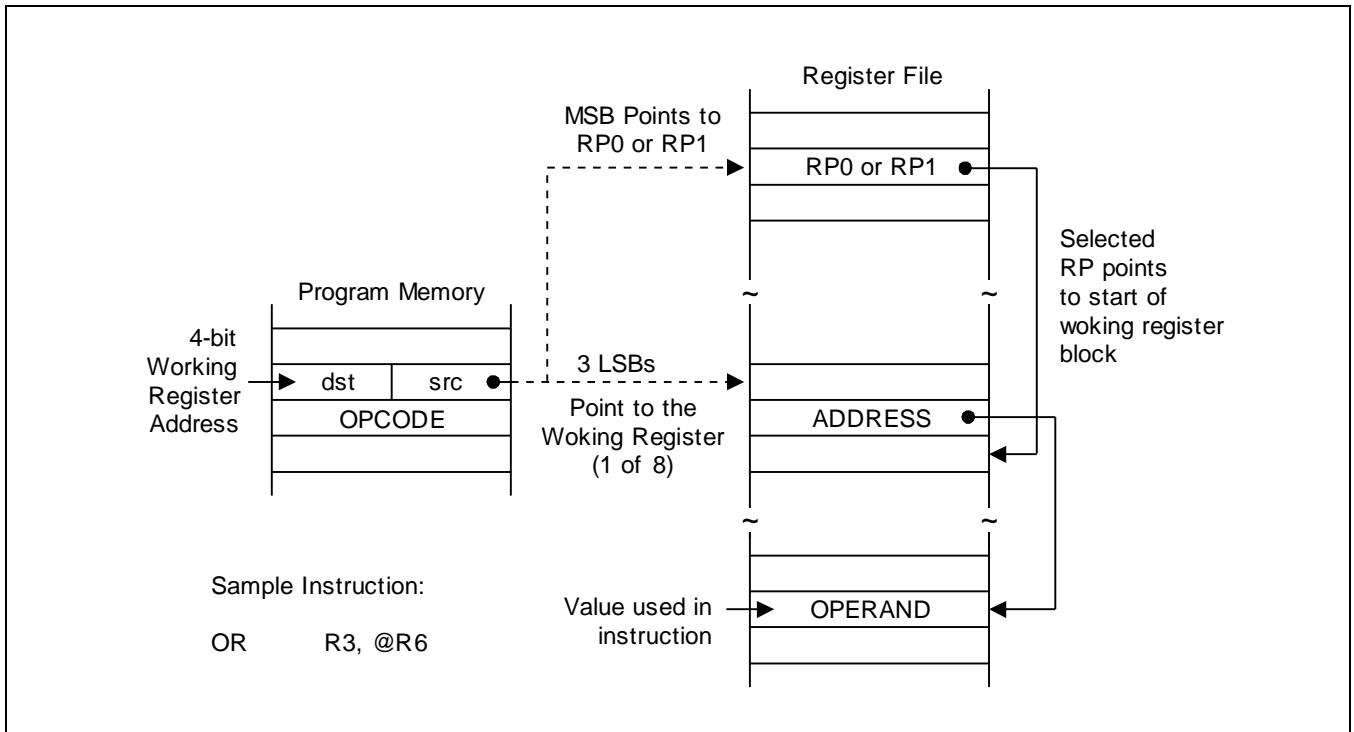 Register File
MSB Points to
RP0 or RP1
RP0 or RP1
Selected
RP points
to start of
woking register
block
~ ~
Program Memory
4-bit
Working
Register
Address
dst src
OPCODE
3 LSBs
Point to the
Woking Register
(1 of 8)
ADDRESS
~ ~
Sample Instruction:
OR R3, @R6
Value used in
instruction
OPERAND